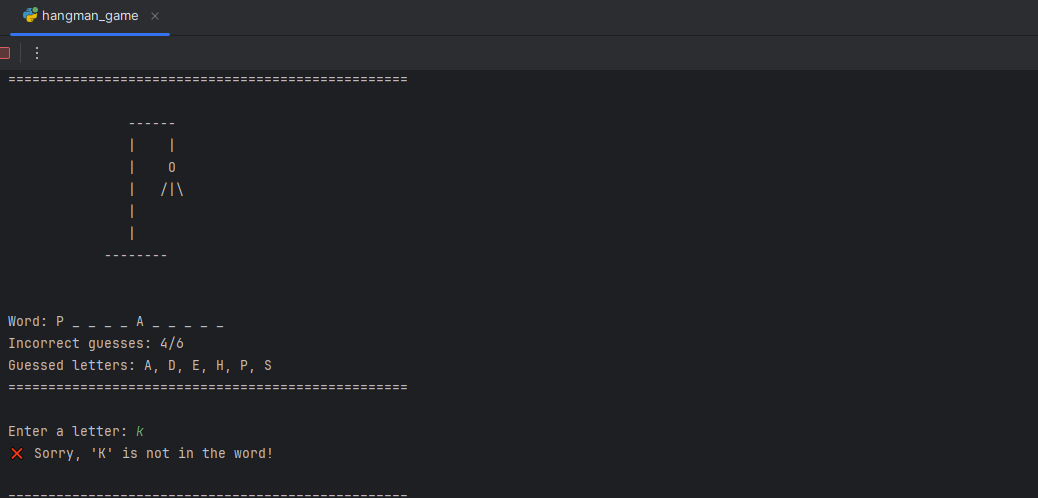 hangman_game
==================================================
------
|    |
|    O
|   /|\
|
|
--------
Word: P _ _ _ _ A _ _ _ _ _
Incorrect guesses: 4/6
Guessed letters: A, D, E, H, P, S
==================================================
Enter a letter: k
❌ Sorry, 'K' is not in the word!
==================================================